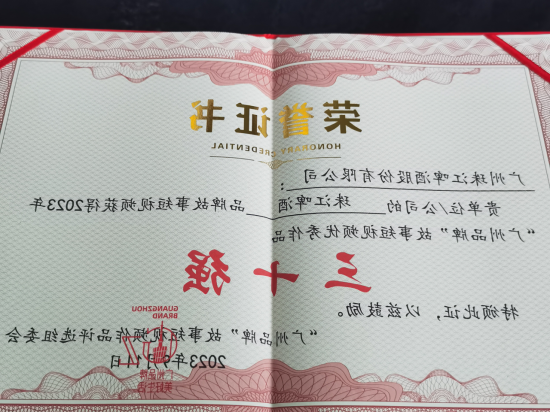 荣誉证书
HONORARY CREDENTIAL
广州珠江啤酒股份有限公司：
贵单位/公司的 珠江啤酒 品牌故事短视频获得2023年
“广州品牌”故事短视频优秀作品
三十强
特颁此证，以兹鼓励。
GUANGZHOU
BRAND
“广州品牌”故事短视频作品评选组委会
2023年9月11日